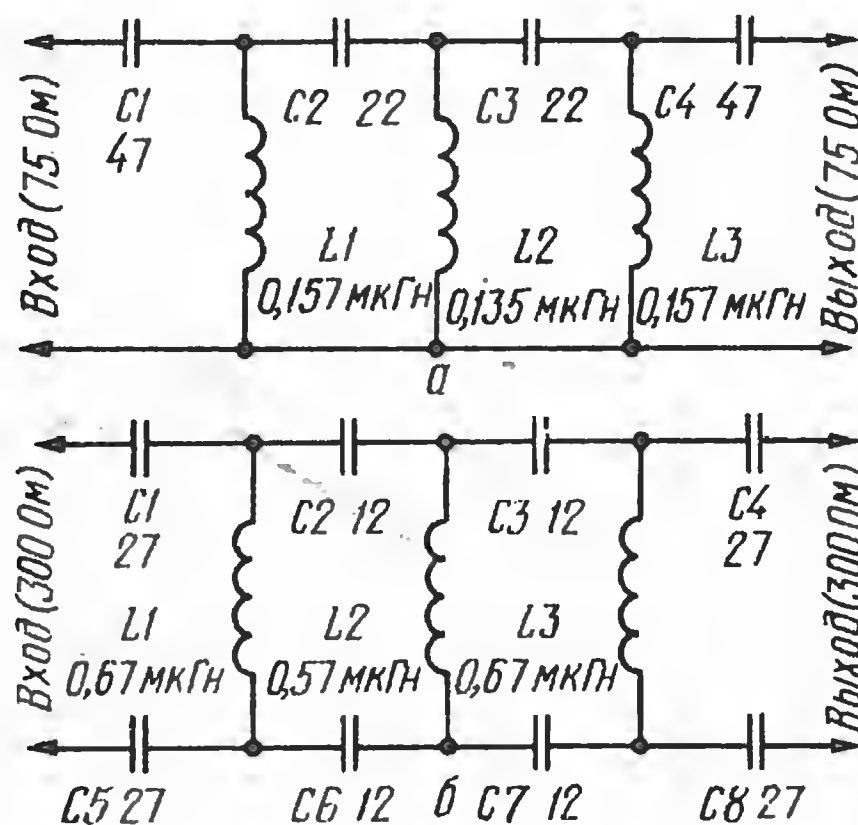 Вход (75 Ом)
C1
47
C2 22
C3 22
C4 47
L1
0,157 мкГн
L2
0,135 мкГн
L3
0,157 мкГн
Выход (75 Ом)
а
Вход (300 Ом)
C1
27
C2 12
C3 12
C4
27
L1
0,67 мкГн
L2
0,57 мкГн
L3
0,67 мкГн
Выход (300 Ом)
C5 27
C6 12
б
C7 12
C8 27